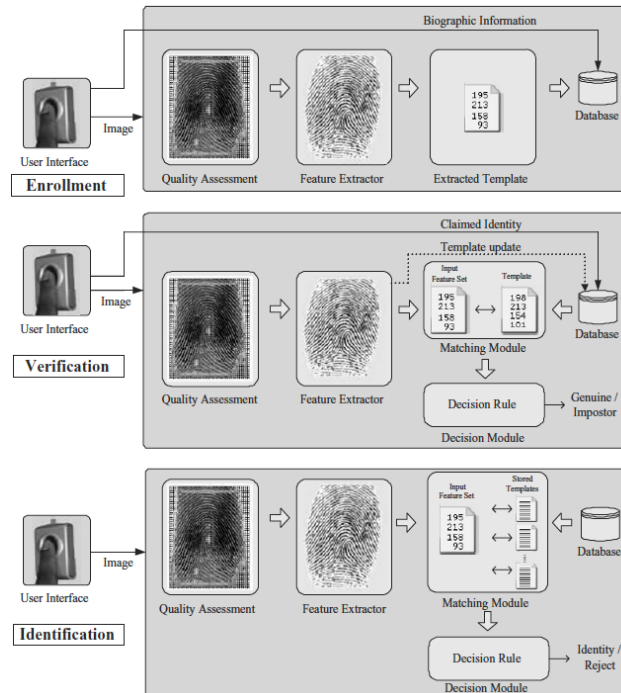 Biographic Information
195
213
158
93
Image
Database
User Interface
Quality Assessment
Feature Extractor
Extracted Template
Enrollment
Claimed Identity
Template update
Input
Feature Set
Template
195
213
158
93
198
213
154
101
Image
Database
User Interface
Matching Module
Verification
Quality Assessment
Feature Extractor
Decision Rule
Genuine /
Impostor
Decision Module
Input
Feature Set
Stored
Templates
195
213
158
93
Image
Database
User Interface
Quality Assessment
Feature Extractor
Matching Module
Identification
Decision Rule
Identity /
Reject
Decision Module